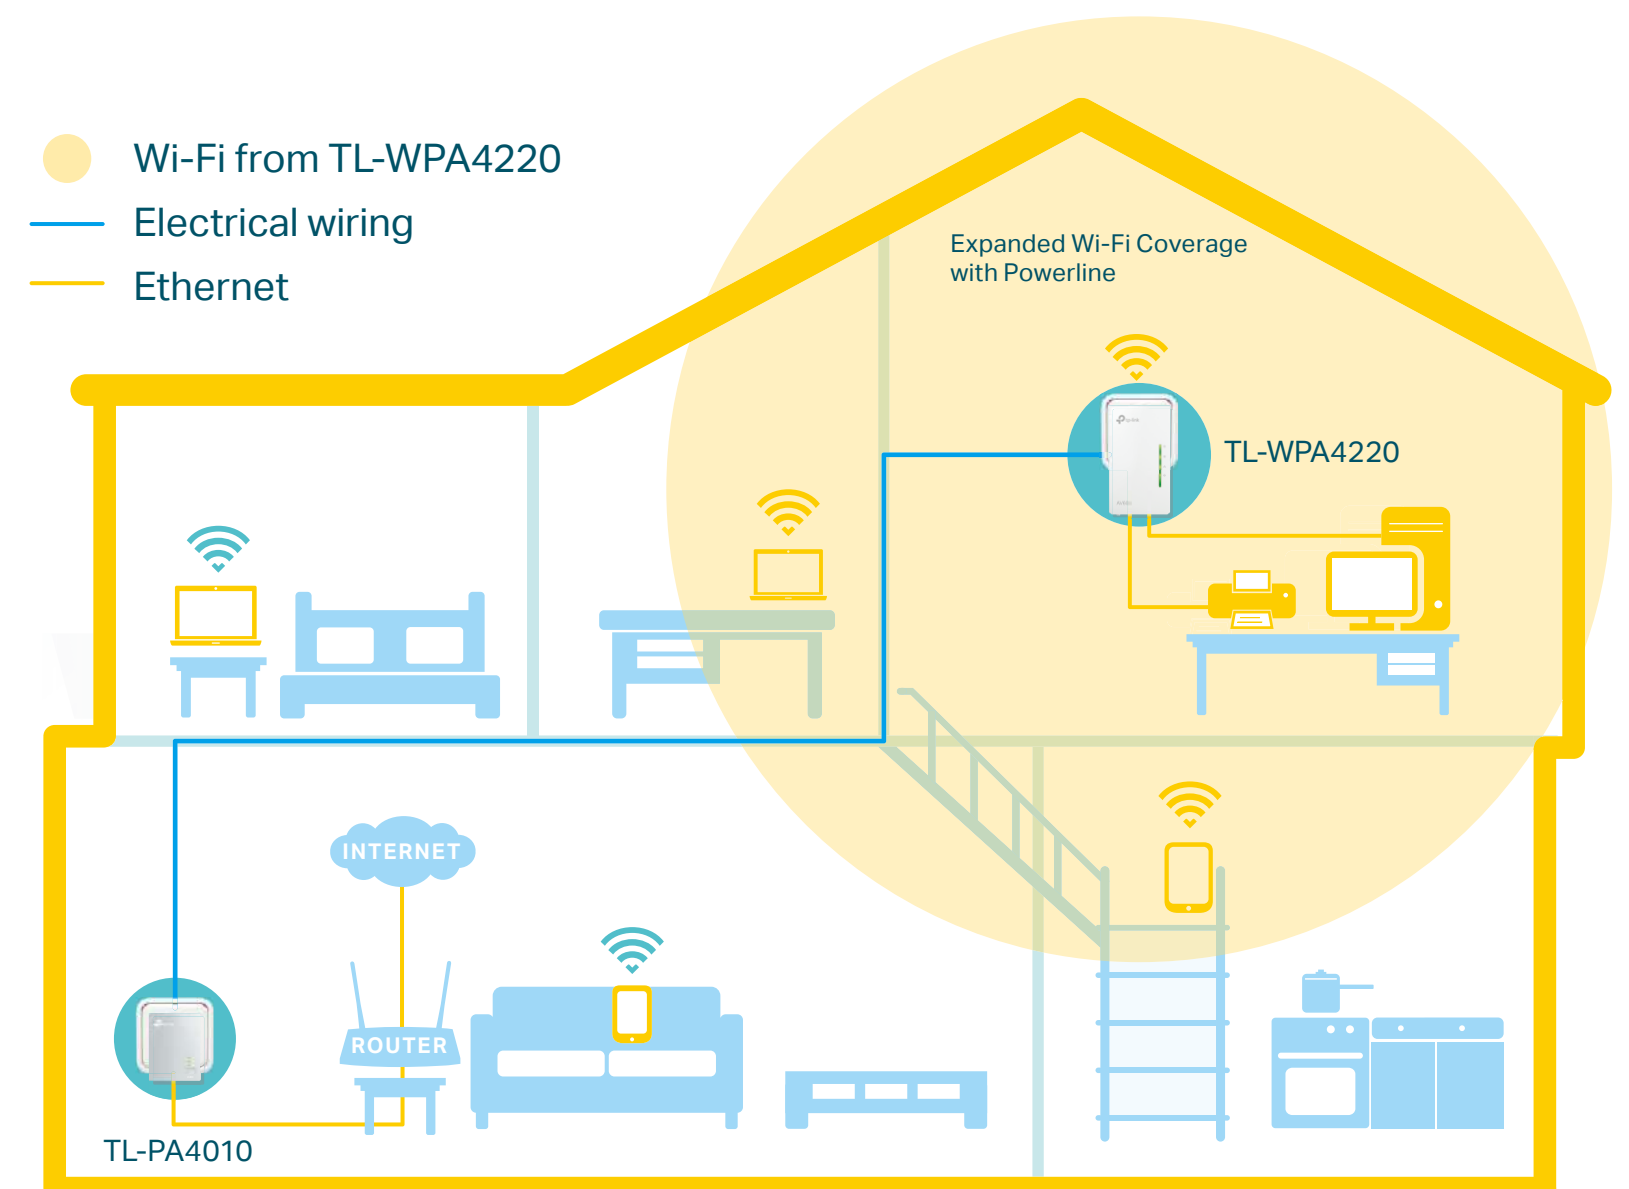 Wi-Fi from TL-WPA4220
Electrical wiring
Ethernet
Expanded Wi-Fi Coverage
with Powerline
TL-WPA4220
INTERNET
ROUTER
TL-PA4010